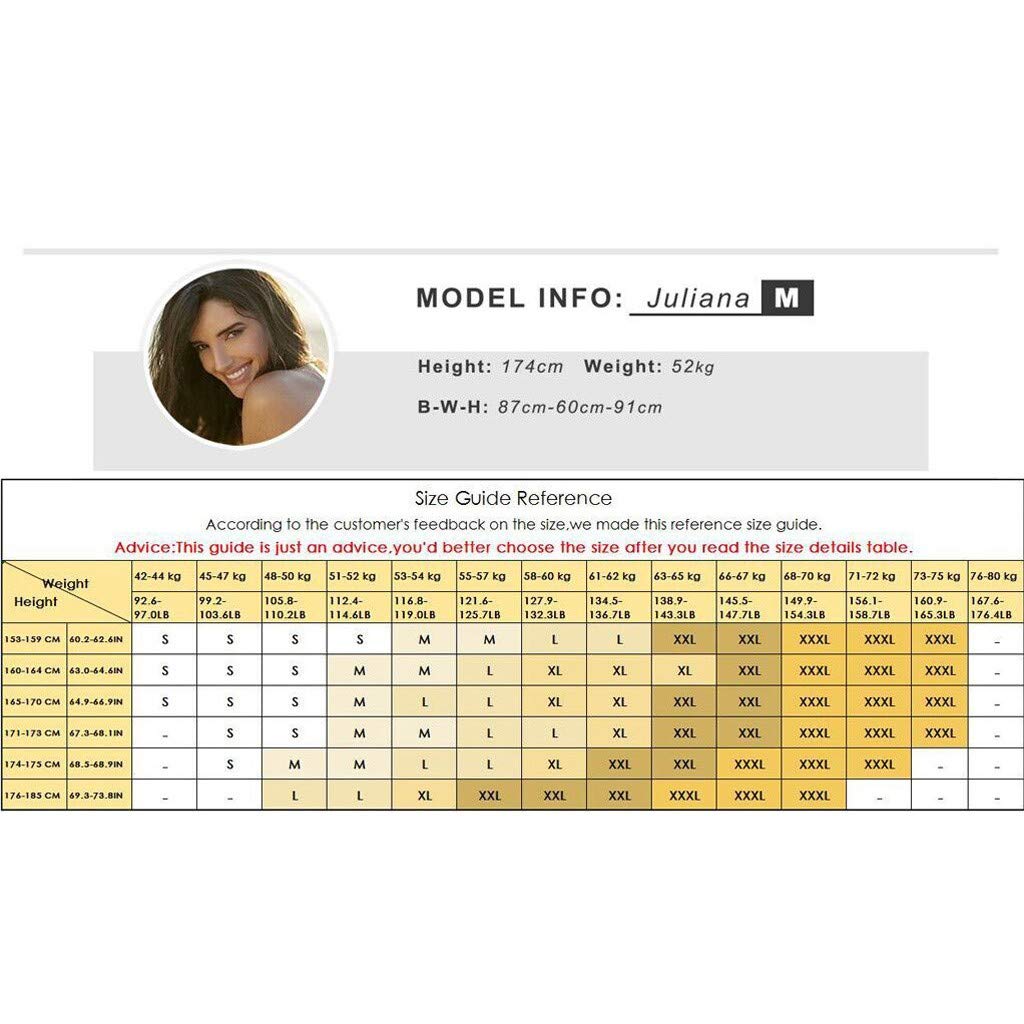 MODEL INFO: Juliana M
Height: 174cm Weight: 52kg
B-W-H: 87cm-60cm-91cm
Size Guide Reference
According to the customer's feedback on the size,we made this reference size guide.
Advice:This guide is just an advice,you'd better choose the size after you read the size details table.
Weight 42-44 kg 45-47 kg 48-50 kg 51-52 kg 53-54 kg 55-57 kg 58-60 kg 61-62 kg 63-65 kg 66-67 kg 68-70 kg 71-72 kg 73-75 kg 76-80 kg
Height 92.6- 99.2- 105.8- 112.4- 116.8- 121.6- 127.9- 134.5- 138.9- 145.5- 149.9- 156.1- 160.9- 167.6-
97.0LB 103.6LB 110.2LB 114.6LB 119.0LB 125.7LB 132.3LB 136.7LB 143.3LB 147.7LB 154.3LB 158.7LB 165.3LB 176.4LB
153-159 CM 60.2-62.6IN S S S S M M L L XXL XXL XXXL XXXL XXXL -
160-164 CM 63.0-64.6IN S S S M M L XL XL XL XXL XXXL XXXL XXXL -
165-170 CM 64.9-66.9IN S S S M L L XL XL XXL XXL XXXL XXXL XXXL -
171-173 CM 67.3-68.1IN - S S M M L L XL XXL XXL XXXL XXXL XXXL -
174-175 CM 68.5-68.9IN - S M M L L XL XXL XXL XXXL XXXL XXXL - -
176-185 CM 69.3-73.8IN - - L L XL XXL XXL XXL XXXL XXXL XXXL - - -